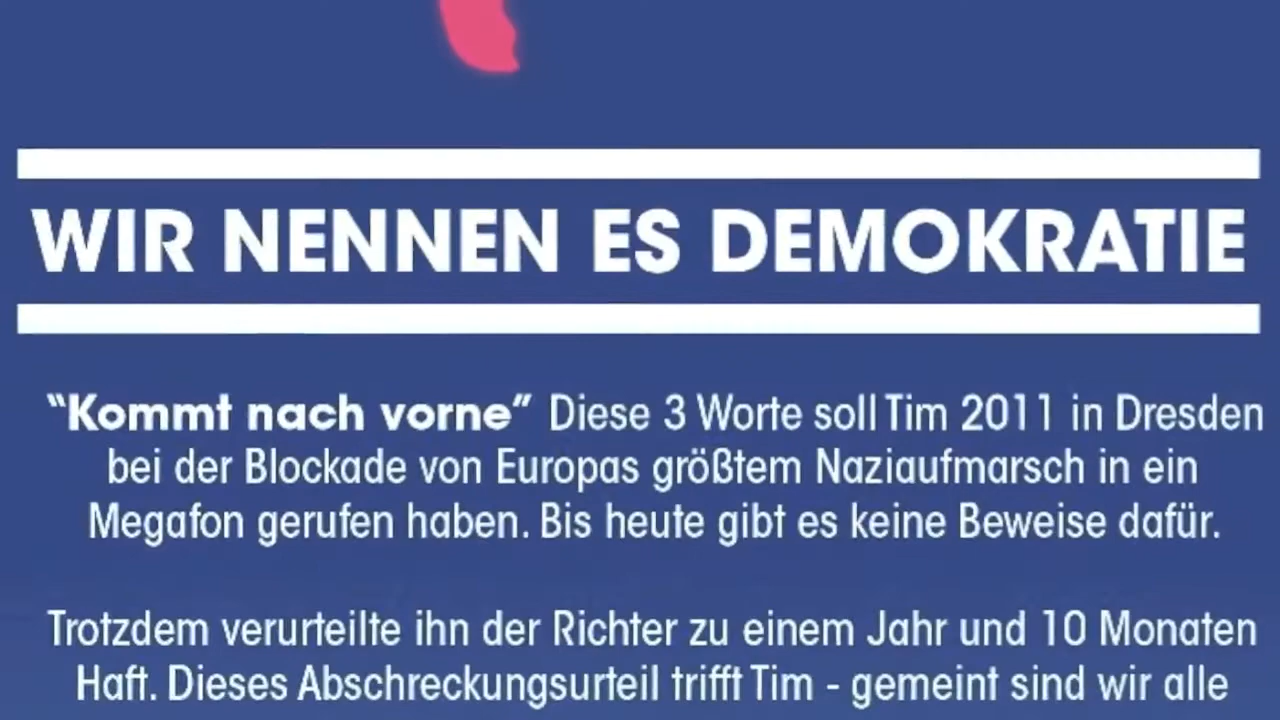 WIR NENNEN ES DEMOKRATIE
“Kommt nach vorne” Diese 3 Worte soll Tim 2011 in Dresden
bei der Blockade von Europas größtem Naziaufmarsch in ein
Megafon gerufen haben. Bis heute gibt es keine Beweise dafür.
Trotzdem verurteilte ihn der Richter zu einem Jahr und 10 Monaten
Haft. Dieses Abschreckungsurteil trifft Tim - gemeint sind wir alle